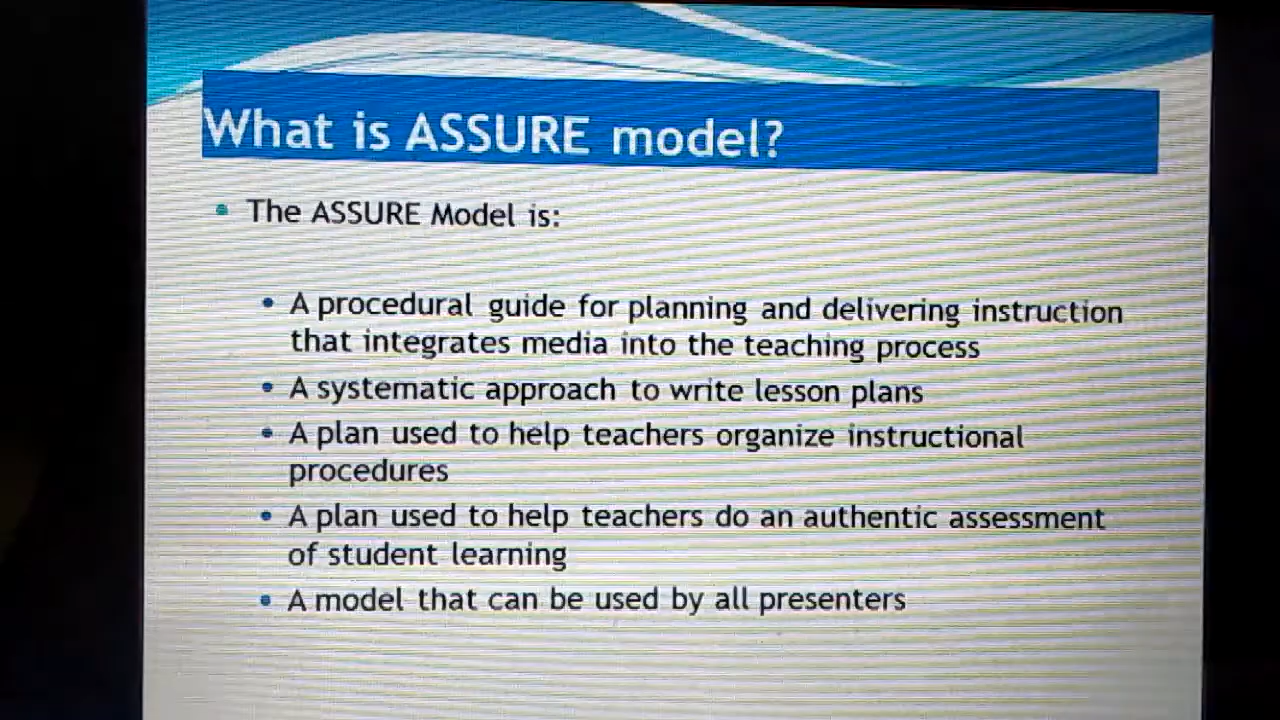 What is ASSURE model?
• The ASSURE Model is:
• A procedural guide for planning and delivering instruction
that integrates media into the teaching process
• A systematic approach to write lesson plans
• A plan used to help teachers organize instructional
procedures
• A plan used to help teachers do an authentic assessment
of student learning
• A model that can be used by all presenters